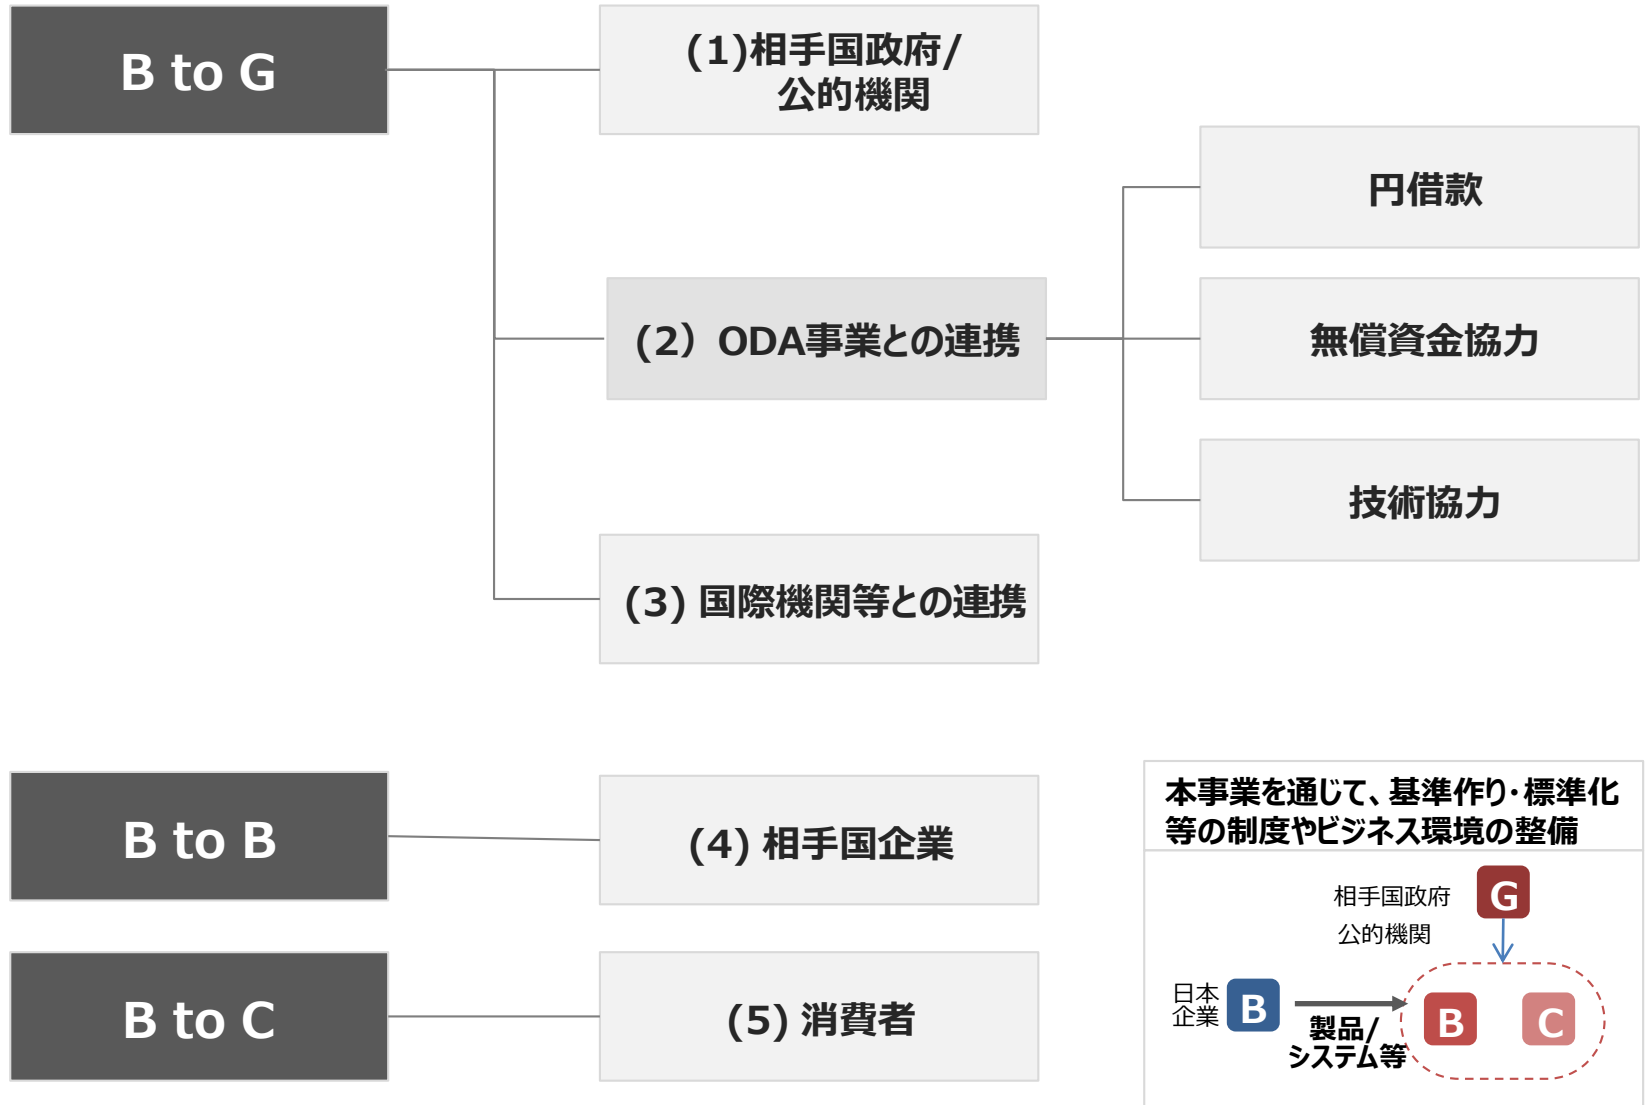 B to G
(1)相手国政府/
公的機関
円借款
(2）ODA事業との連携
無償資金協力
技術協力
(3) 国際機関等との連携
B to B
(4) 相手国企業
B to C
(5) 消費者
本事業を通じて、基準作り・標準化
等の制度やビジネス環境の整備
相手国政府
公的機関
G
日本
企業
B
製品/
システム等
B
C